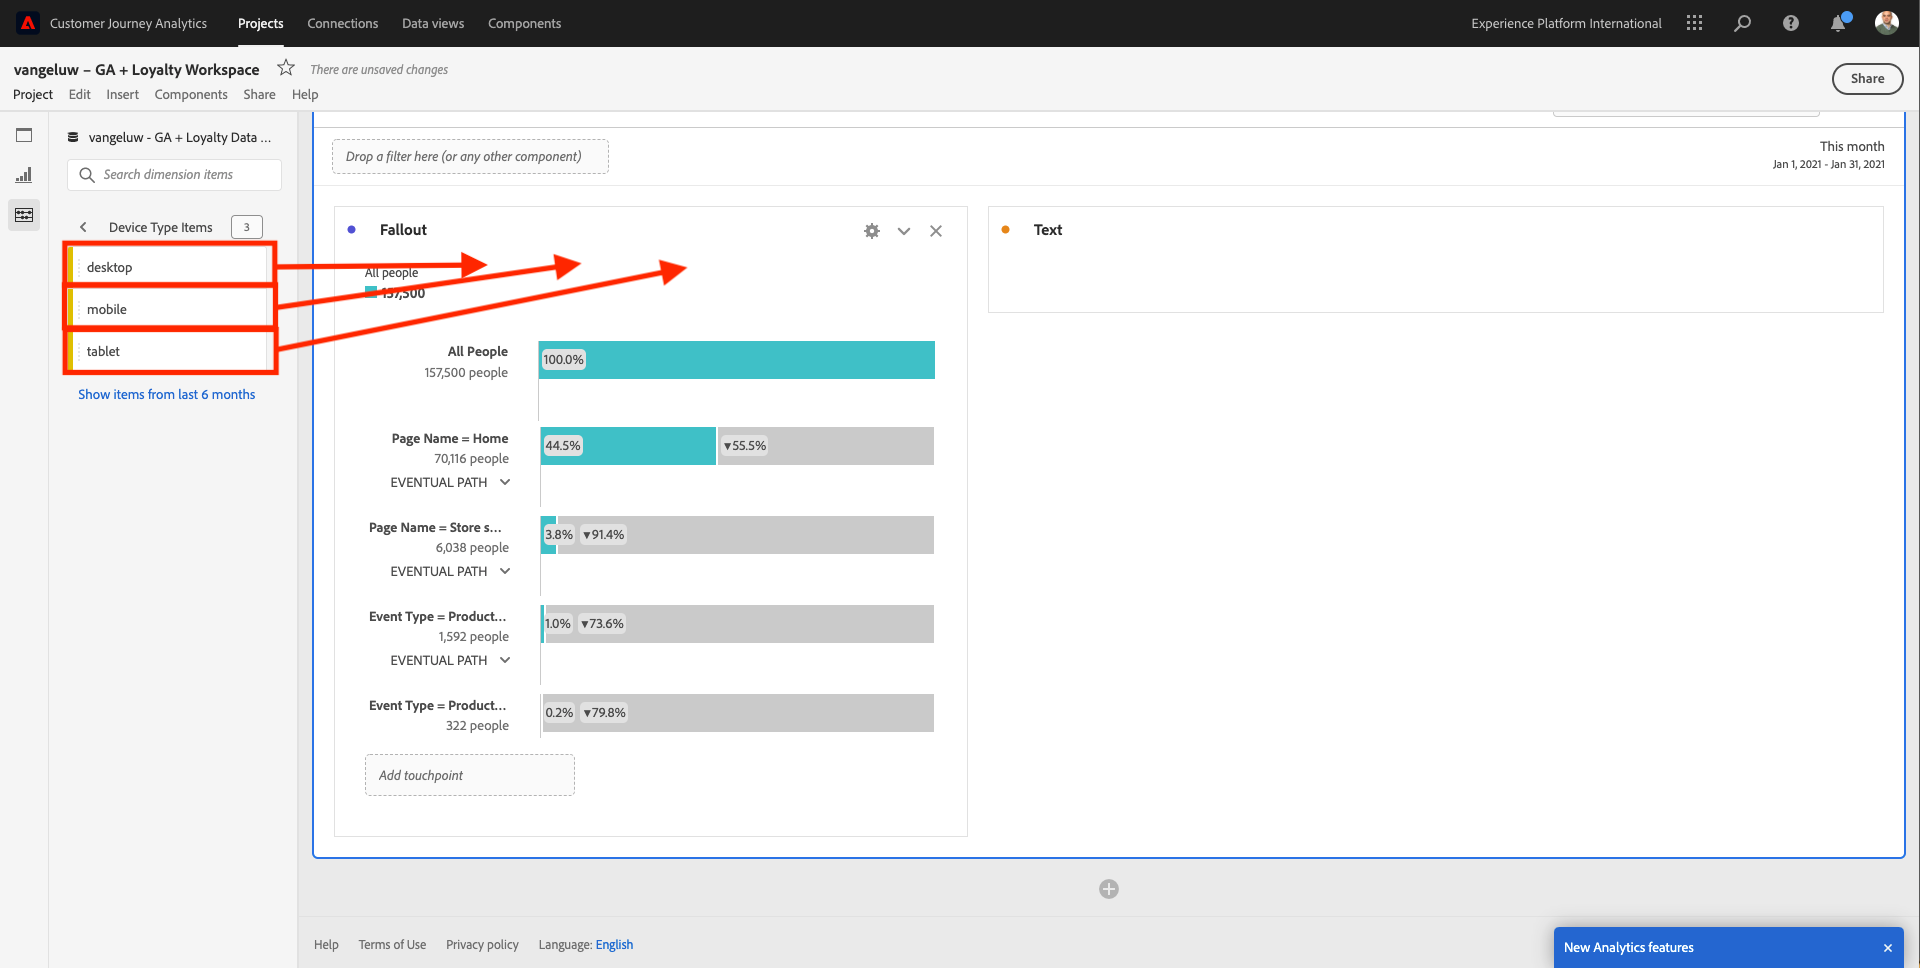 Customer Journey Analytics
Projects
Connections
Data views
Components
Experience Platform International
vangeluw – GA + Loyalty Workspace
There are unsaved changes
Project
Edit
Insert
Components
Share
Help
Share
vangeluw - GA + Loyalty Data ...
Search dimension items
Device Type Items
3
desktop
mobile
tablet
Show items from last 6 months
Drop a filter here (or any other component)
This month
Jan 1, 2021 - Jan 31, 2021
Fallout
All people
157,500
All People
157,500 people
100.0%
Page Name = Home
70,116 people
EVENTUAL PATH
44.5%
▼55.5%
Page Name = Store s...
6,038 people
EVENTUAL PATH
3.8%
▼91.4%
Event Type = Product...
1,592 people
EVENTUAL PATH
1.0%
▼73.6%
Event Type = Product...
322 people
0.2%
▼79.8%
Add touchpoint
Text
Help
Terms of Use
Privacy policy
Language: English
New Analytics features